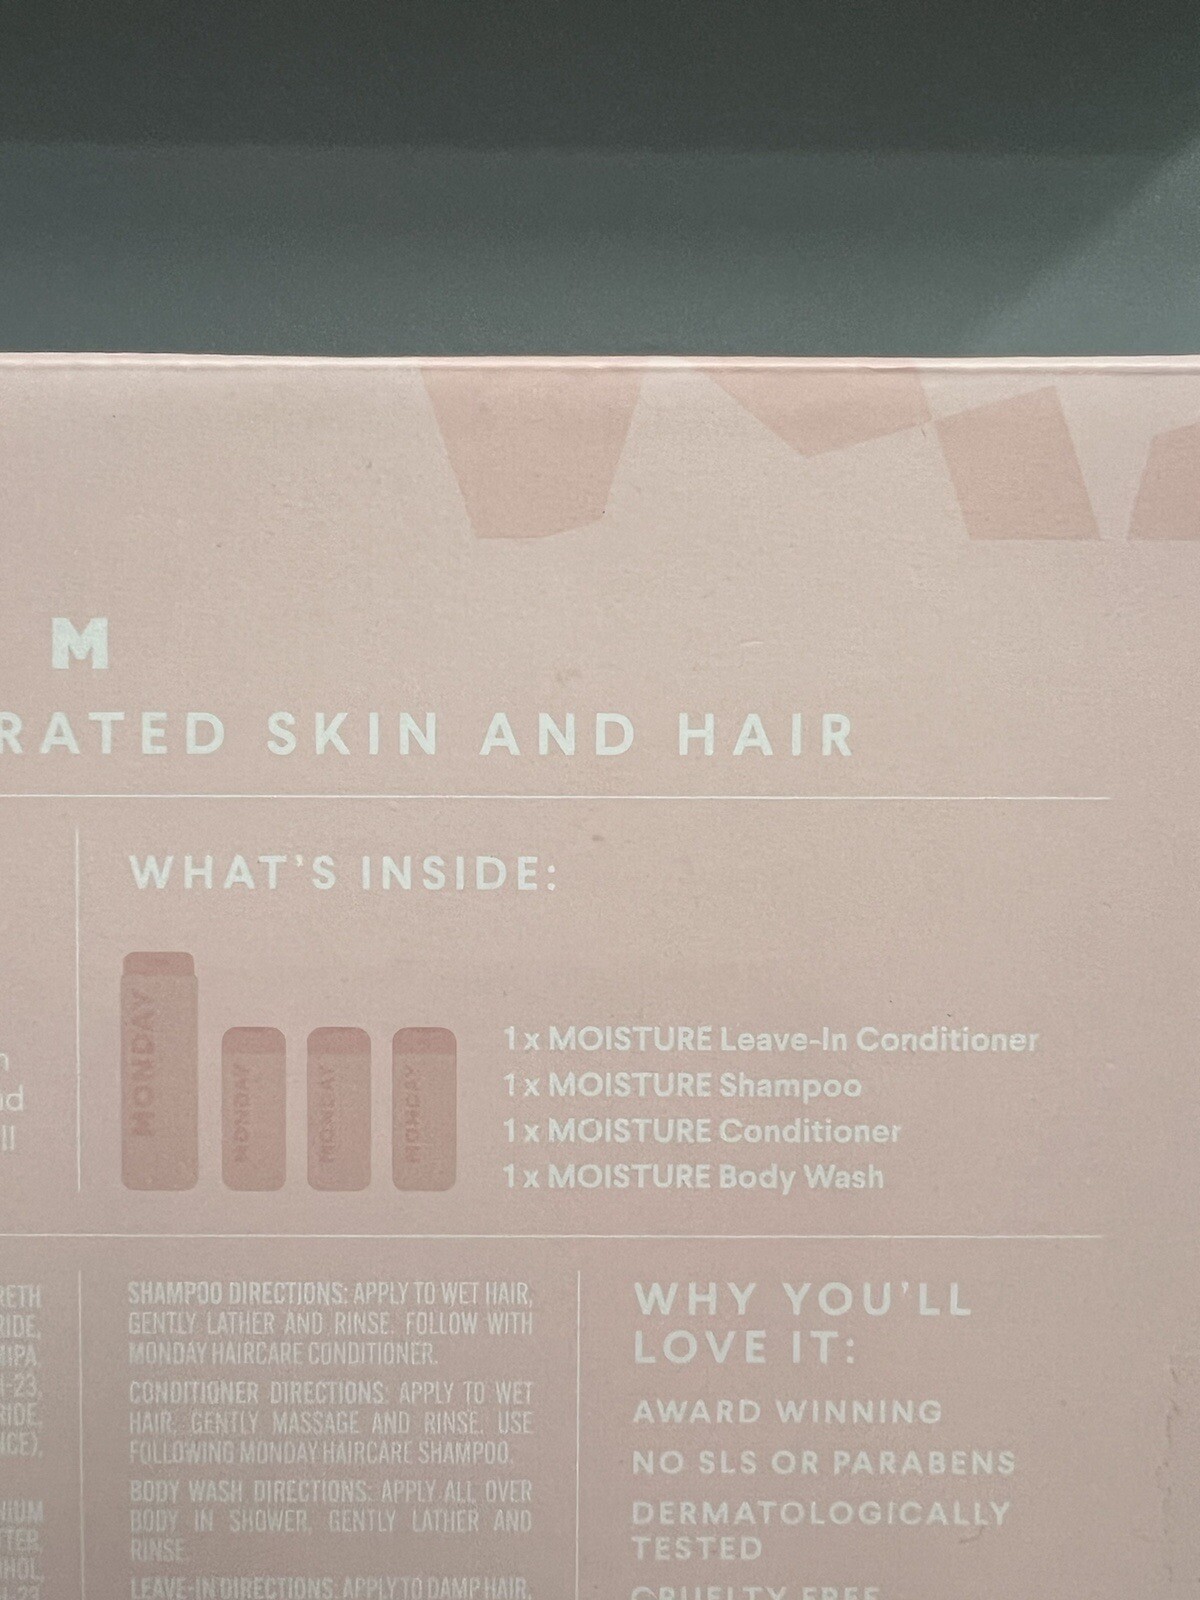 M
RATED SKIN AND HAIR
WHAT'S INSIDE:
MONDAY
MONDAY
MONDAY
MONDAY
1 x MOISTURE Leave-In Conditioner
1 x MOISTURE Shampoo
1 x MOISTURE Conditioner
1 x MOISTURE Body Wash
ll
SHAMPOO DIRECTIONS: APPLY TO WET HAIR,
GENTLY LATHER AND RINSE. FOLLOW WITH
MONDAY HAIRCARE CONDITIONER.
CONDITIONER DIRECTIONS: APPLY TO WET
HAIR, GENTLY MASSAGE AND RINSE. USE
FOLLOWING MONDAY HAIRCARE SHAMPOO.
BODY WASH DIRECTIONS: APPLY ALL OVER
BODY IN SHOWER, GENTLY LATHER AND
RINSE.
LEAVE-IN DIRECTIONS: APPLY TO DAMP HAIR,
WHY YOU'LL
LOVE IT:
AWARD WINNING
NO SLS OR PARABENS
DERMATOLOGICALLY
TESTED
CRUELTY FREE